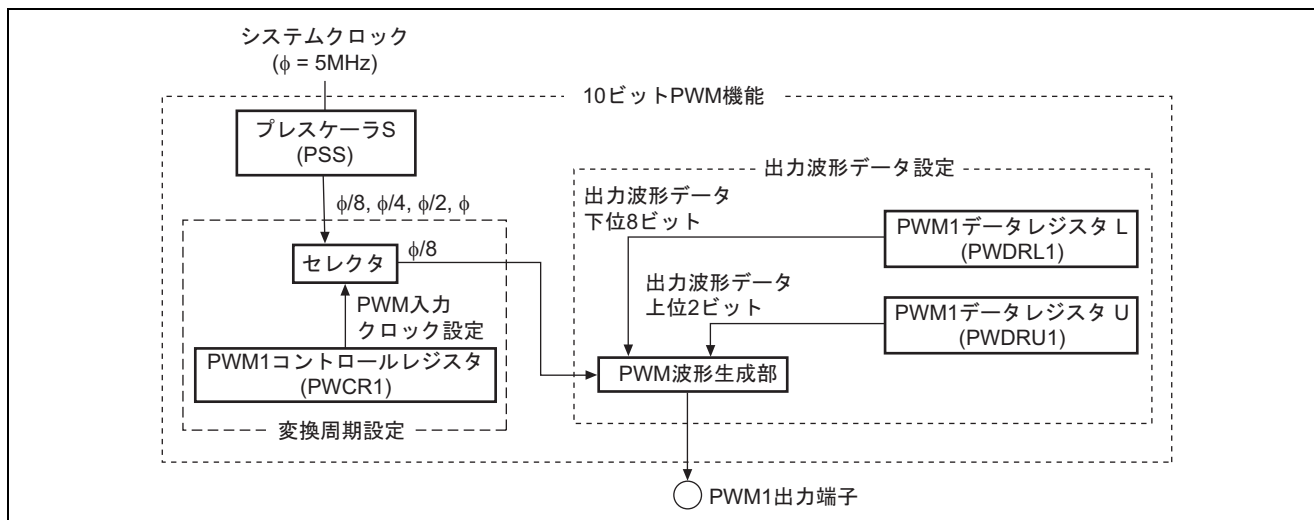 システムクロック
(ϕ = 5MHz)
10ビットPWM機能
プレスケーラS
(PSS)
出力波形データ設定
ϕ/8, ϕ/4, ϕ/2, ϕ
出力波形データ
下位8ビット
PWM1データレジスタ L
(PWDRL1)
セレクタ
ϕ/8
出力波形データ
上位2ビット
PWM1データレジスタ U
(PWDRU1)
PWM入力
クロック設定
PWM1コントロールレジスタ
(PWCR1)
PWM波形生成部
変換周期設定
PWM1出力端子